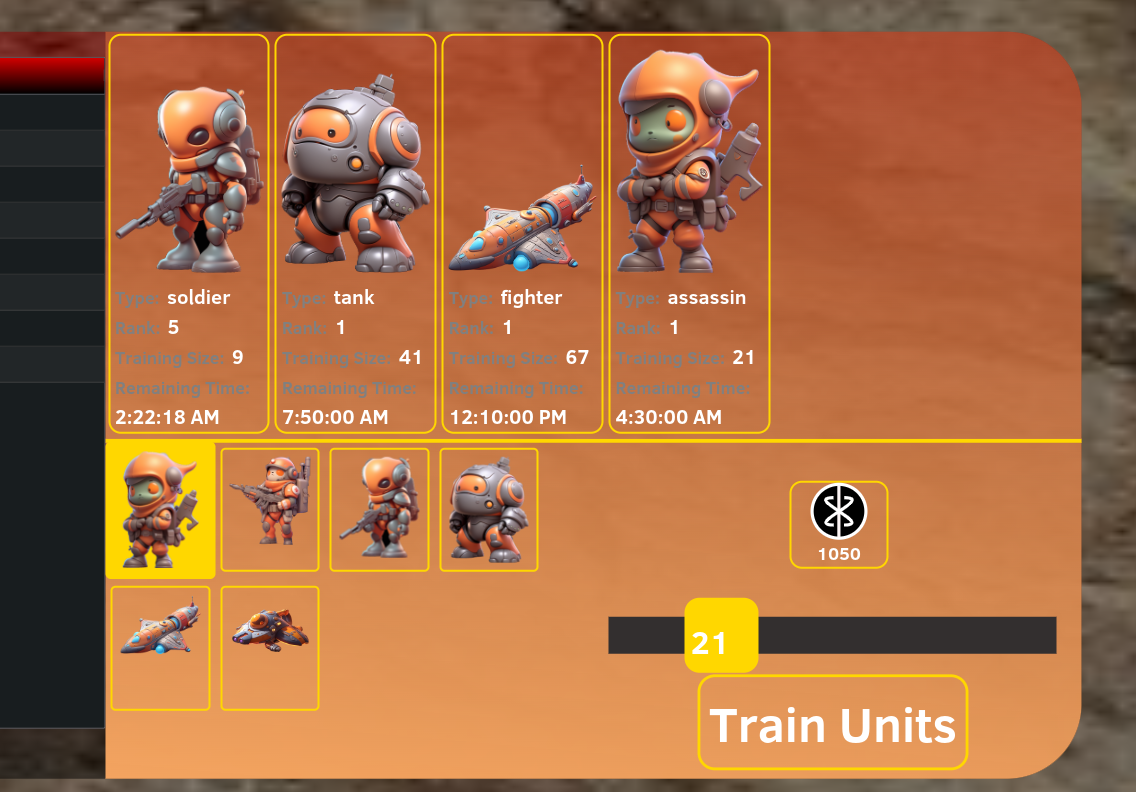 Type: soldier
Rank: 5
Training Size: 9
Remaining Time:
2:22:18 AM
Type: tank
Rank: 1
Training Size: 41
Remaining Time:
7:50:00 AM
Type: fighter
Rank: 1
Training Size: 67
Remaining Time:
12:10:00 PM
Type: assassin
Rank: 1
Training Size: 21
Remaining Time:
4:30:00 AM
1050
21
Train Units